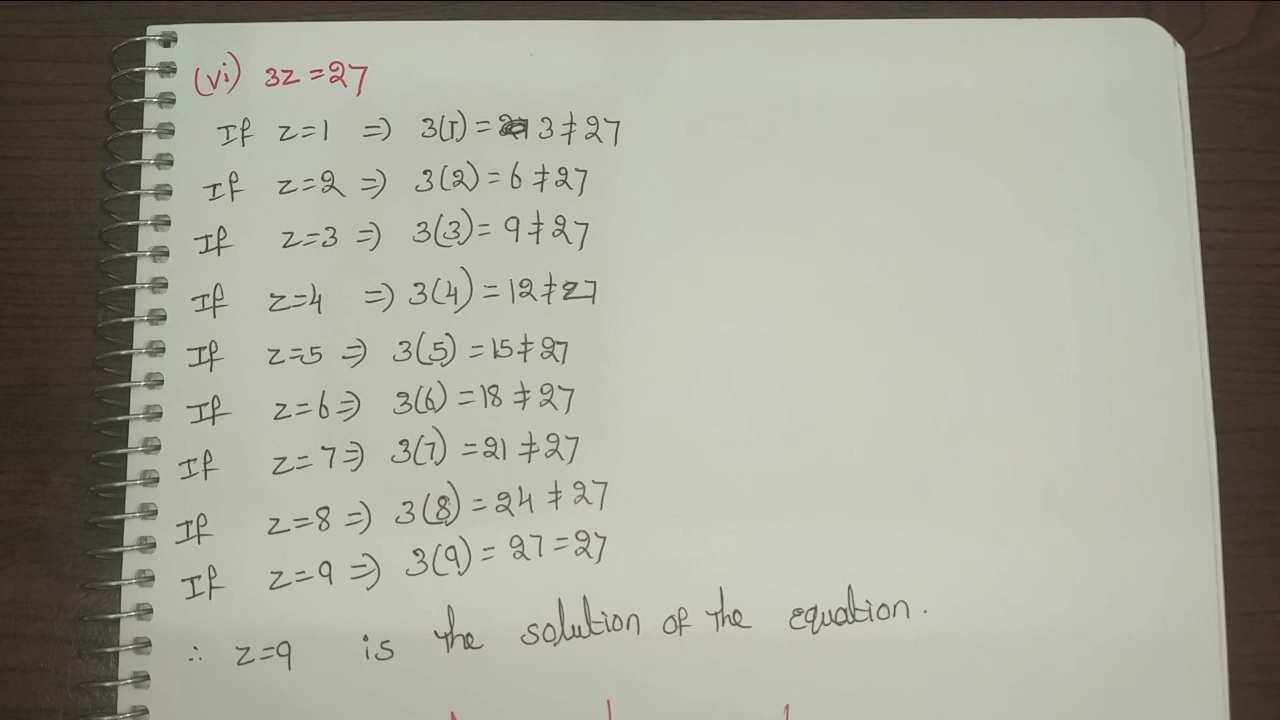 (vi) 3z=27
If z=1 ⇒ 3(1)= 3≠27
If z=2 ⇒ 3(2)=6≠27
If z=3 ⇒ 3(3)=9≠27
If z=4 ⇒ 3(4)=12≠27
If z=5 ⇒ 3(5)=15≠27
If z=6⇒ 3(6)=18≠27
If z=7⇒ 3(7)=21≠27
If z=8⇒ 3(8)=24≠27
If z=9⇒ 3(9)=27=27
∴ z=9 is the solution of the equation.